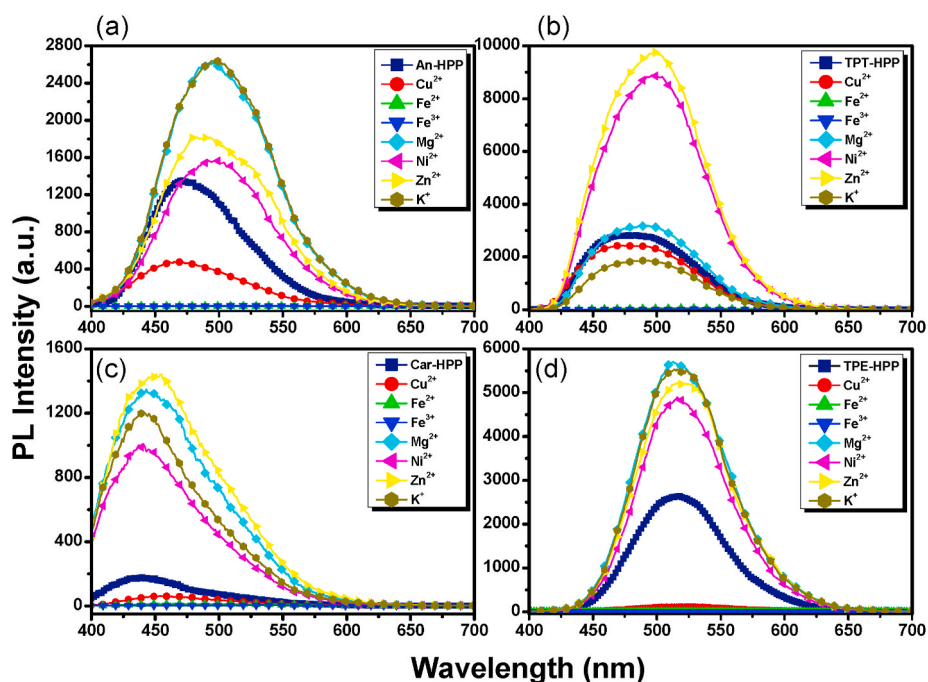 (a)
2800
2400
2000
1600
1200
800
400
0
400 450 500 550 600 650 700
An-HPP
Cu²⁺
Fe²⁺
Fe³⁺
Mg²⁺
Ni²⁺
Zn²⁺
K⁺
(b)
10000
8000
6000
4000
2000
0
400 450 500 550 600 650 700
TPT-HPP
Cu²⁺
Fe²⁺
Fe³⁺
Mg²⁺
Ni²⁺
Zn²⁺
K⁺
(c)
1600
1200
800
400
0
400 450 500 550 600 650 700
Car-HPP
Cu²⁺
Fe²⁺
Fe³⁺
Mg²⁺
Ni²⁺
Zn²⁺
K⁺
(d)
6000
5000
4000
3000
2000
1000
0
400 450 500 550 600 650 700
TPE-HPP
Cu²⁺
Fe²⁺
Fe³⁺
Mg²⁺
Ni²⁺
Zn²⁺
K⁺
PL Intensity (a.u.)
Wavelength (nm)